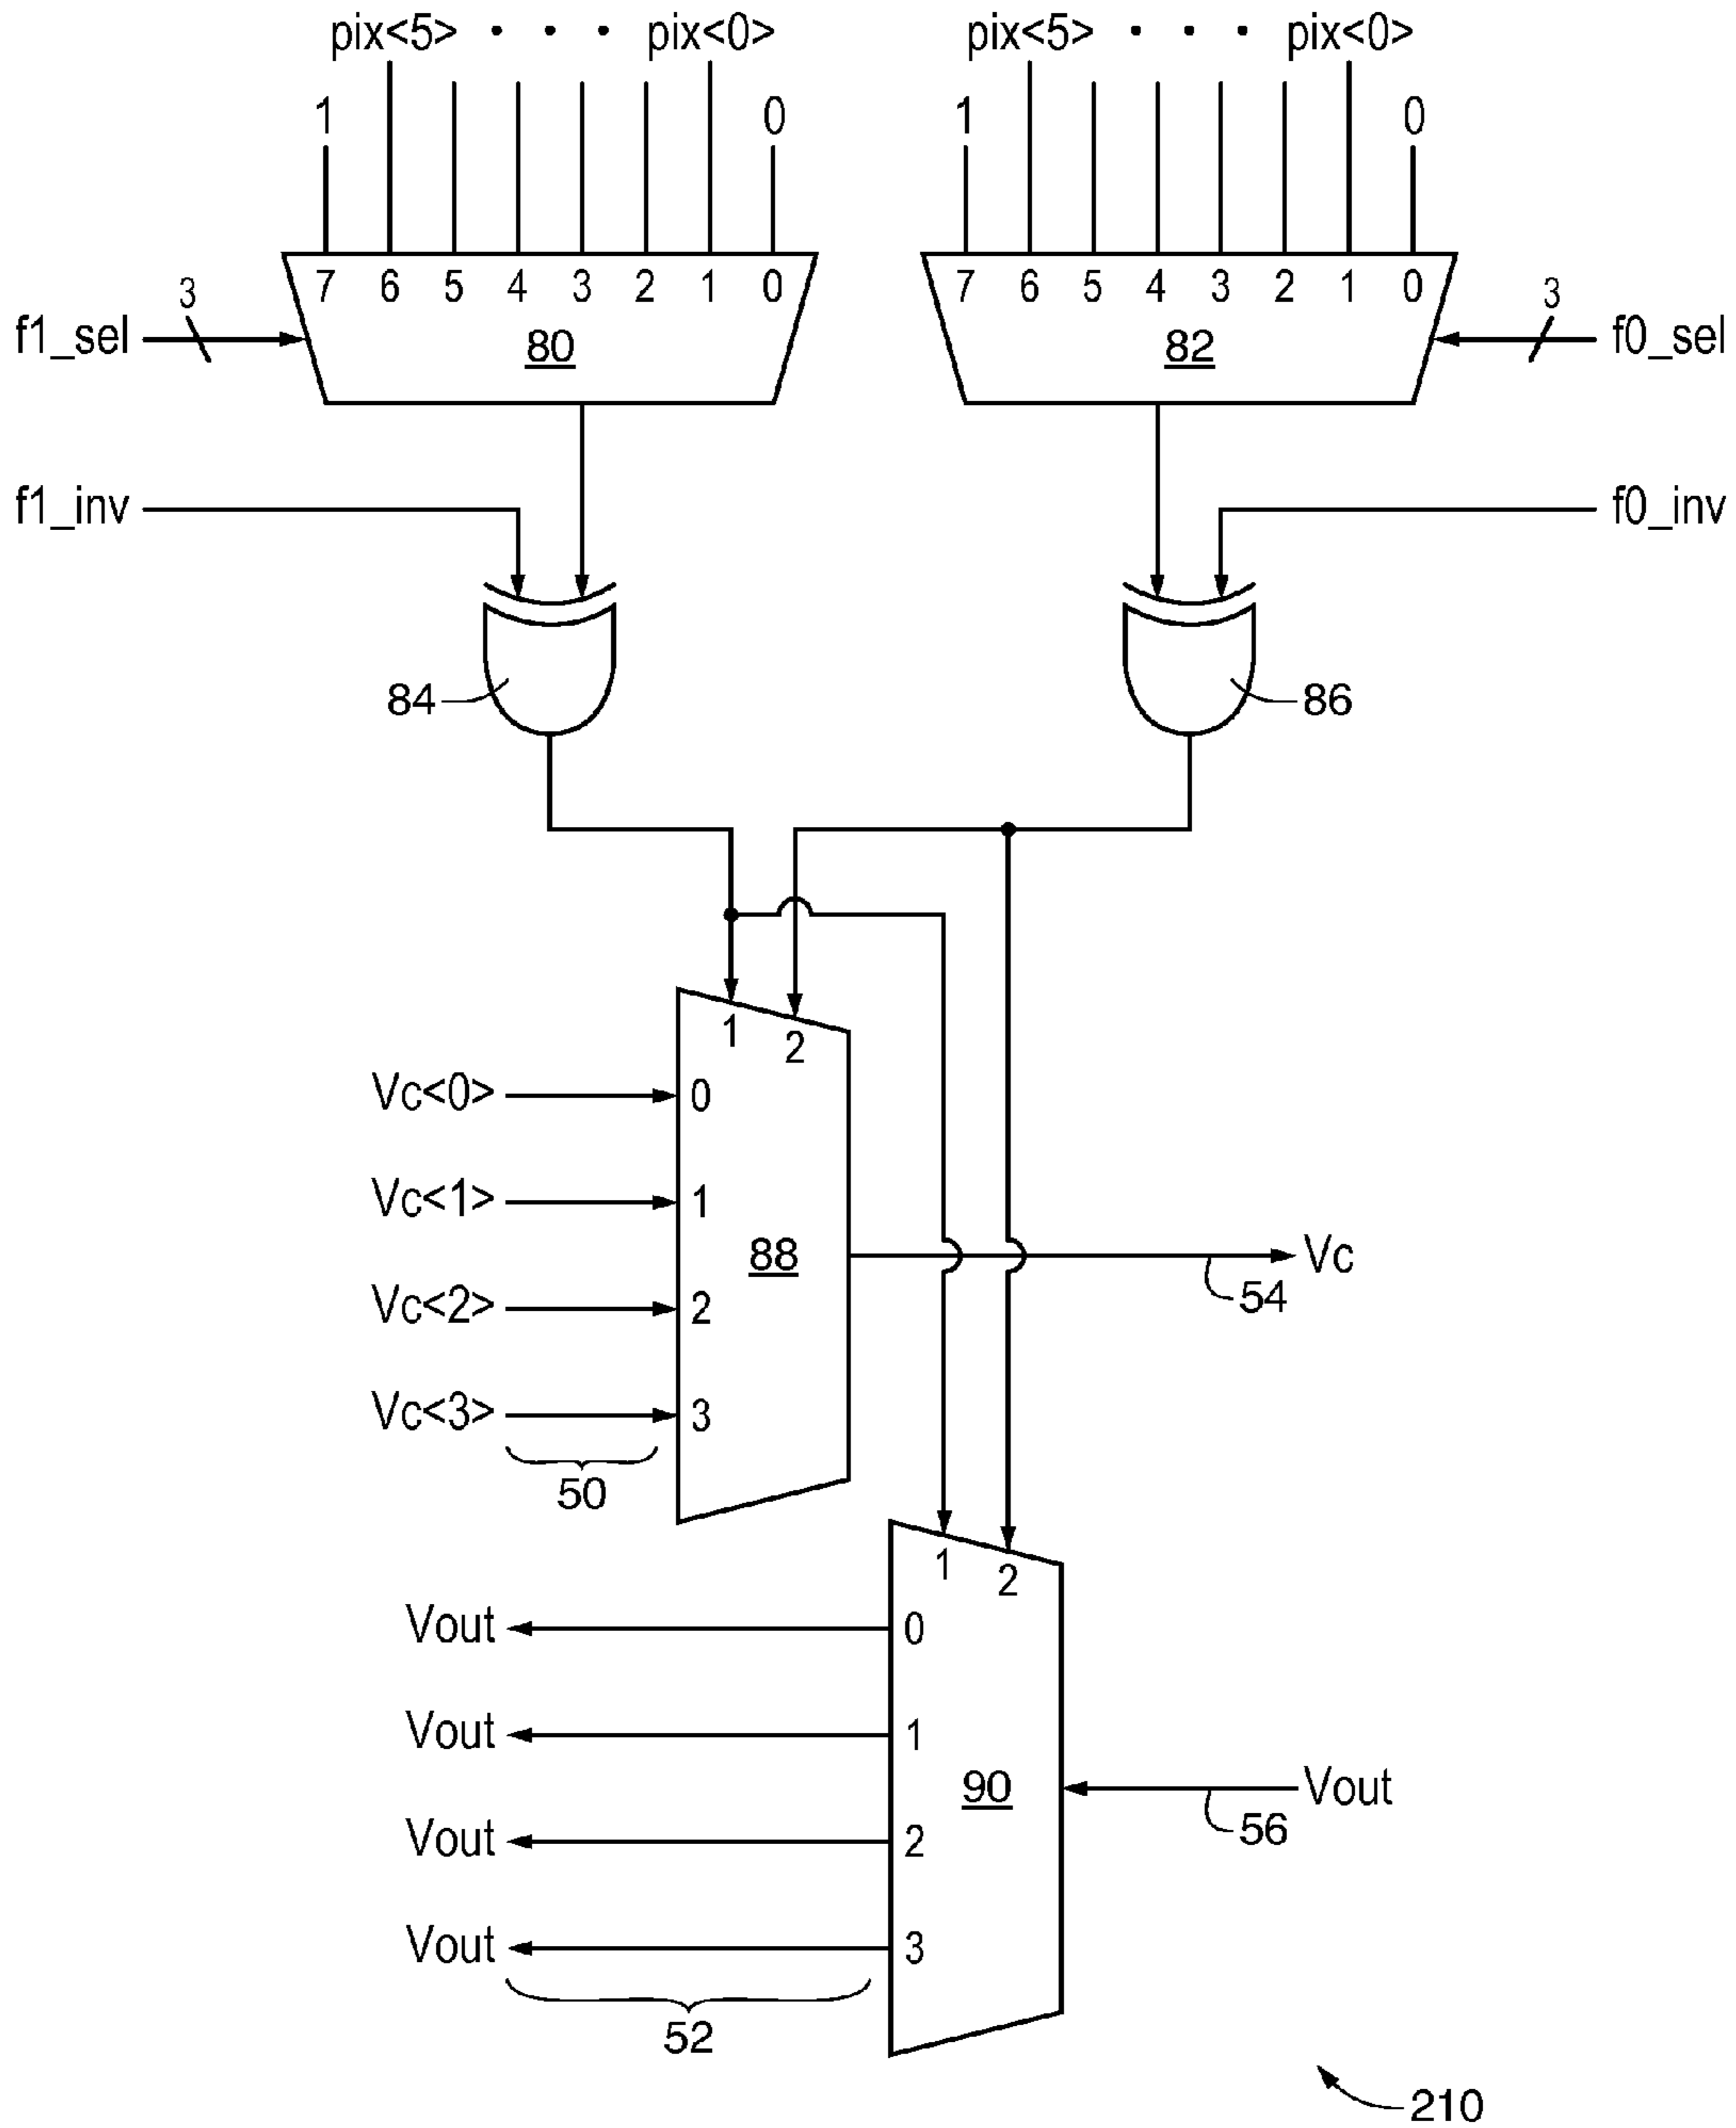 pix<5> · · · pix<0> pix<5> · · · pix<0>
1 0 1 0
7 6 5 4 3 2 1 0 7 6 5 4 3 2 1 0
3 3
f1_sel 80 82 f0_sel
f1_inv f0_inv
84 86
1 2
Vc<0> 0
Vc<1> 1
88 Vc
54
Vc<2> 2
Vc<3> 3
50
1 2
Vout 0
Vout 1
90 Vout
56
Vout 2
Vout 3
52
210